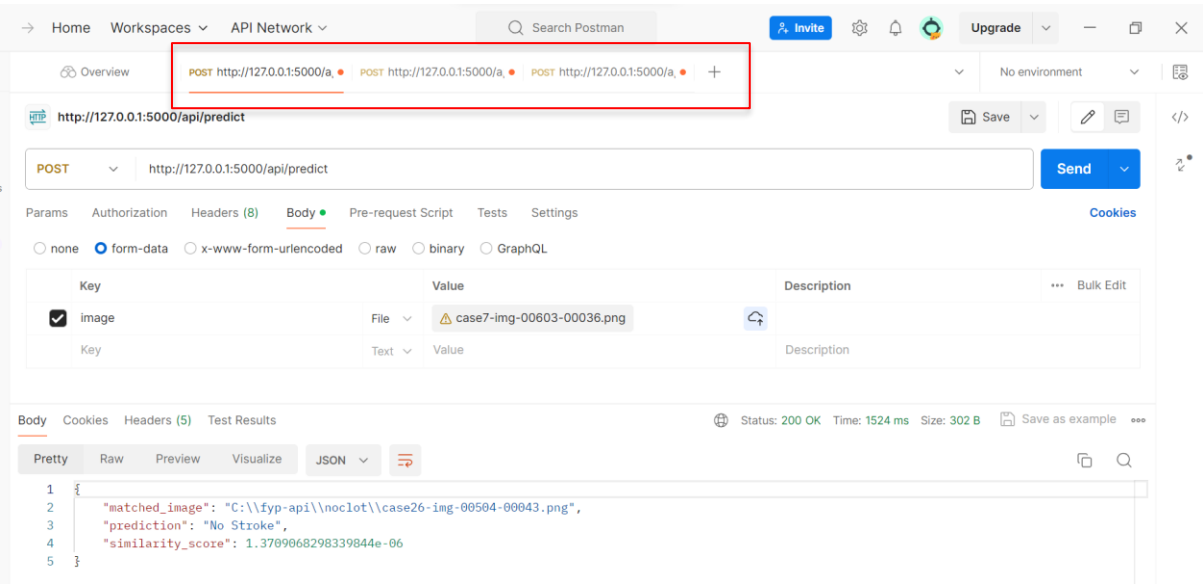 Home Workspaces API Network Search Postman Invite Upgrade
Overview POST http://127.0.0.1:5000/a, POST http://127.0.0.1:5000/a, POST http://127.0.0.1:5000/a, No environment
HTTP http://127.0.0.1:5000/api/predict Save
POST http://127.0.0.1:5000/api/predict Send
Params Authorization Headers (8) Body Pre-request Script Tests Settings Cookies
none form-data x-www-form-urlencoded raw binary GraphQL
Key Value Description Bulk Edit
image File case7-img-00603-00036.png
Key Text Value Description
Body Cookies Headers (5) Test Results Status: 200 OK Time: 1524 ms Size: 302 B Save as example
Pretty Raw Preview Visualize JSON
1 {
2 "matched_image": "C:\\fyp-api\\noclot\\case26-img-00504-00043.png",
3 "prediction": "No Stroke",
4 "similarity_score": 1.3709068298339844e-06
5 }